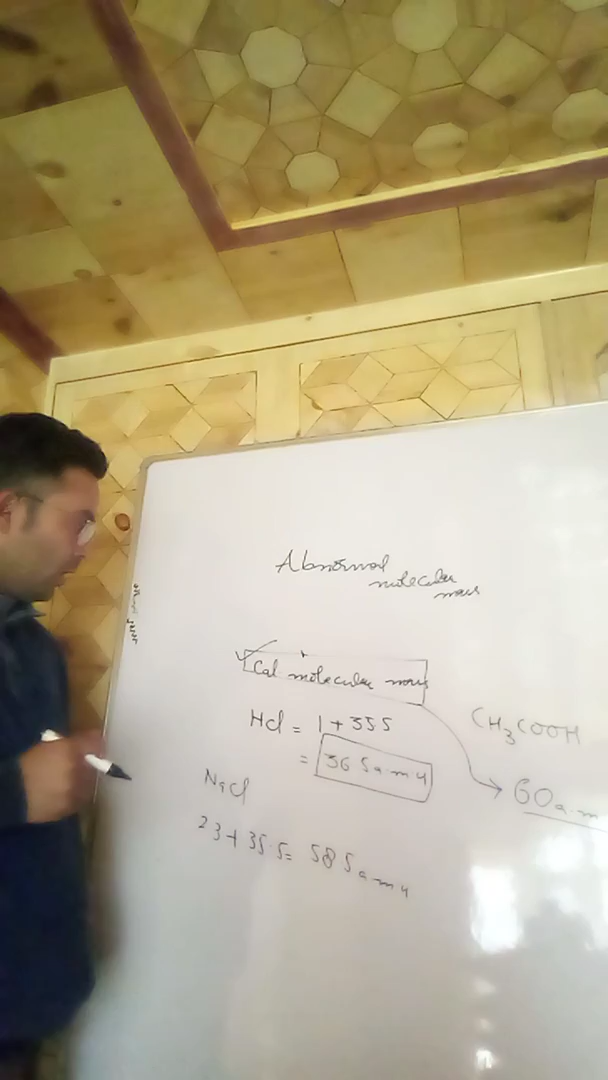 Abnormal
molecular
mass
Cal molecular mass
HCl = 1 + 35 5
= 36 5 a m u
CH3COOH
60 a m
NaCl
23 + 35 5 = 58 5 a m u